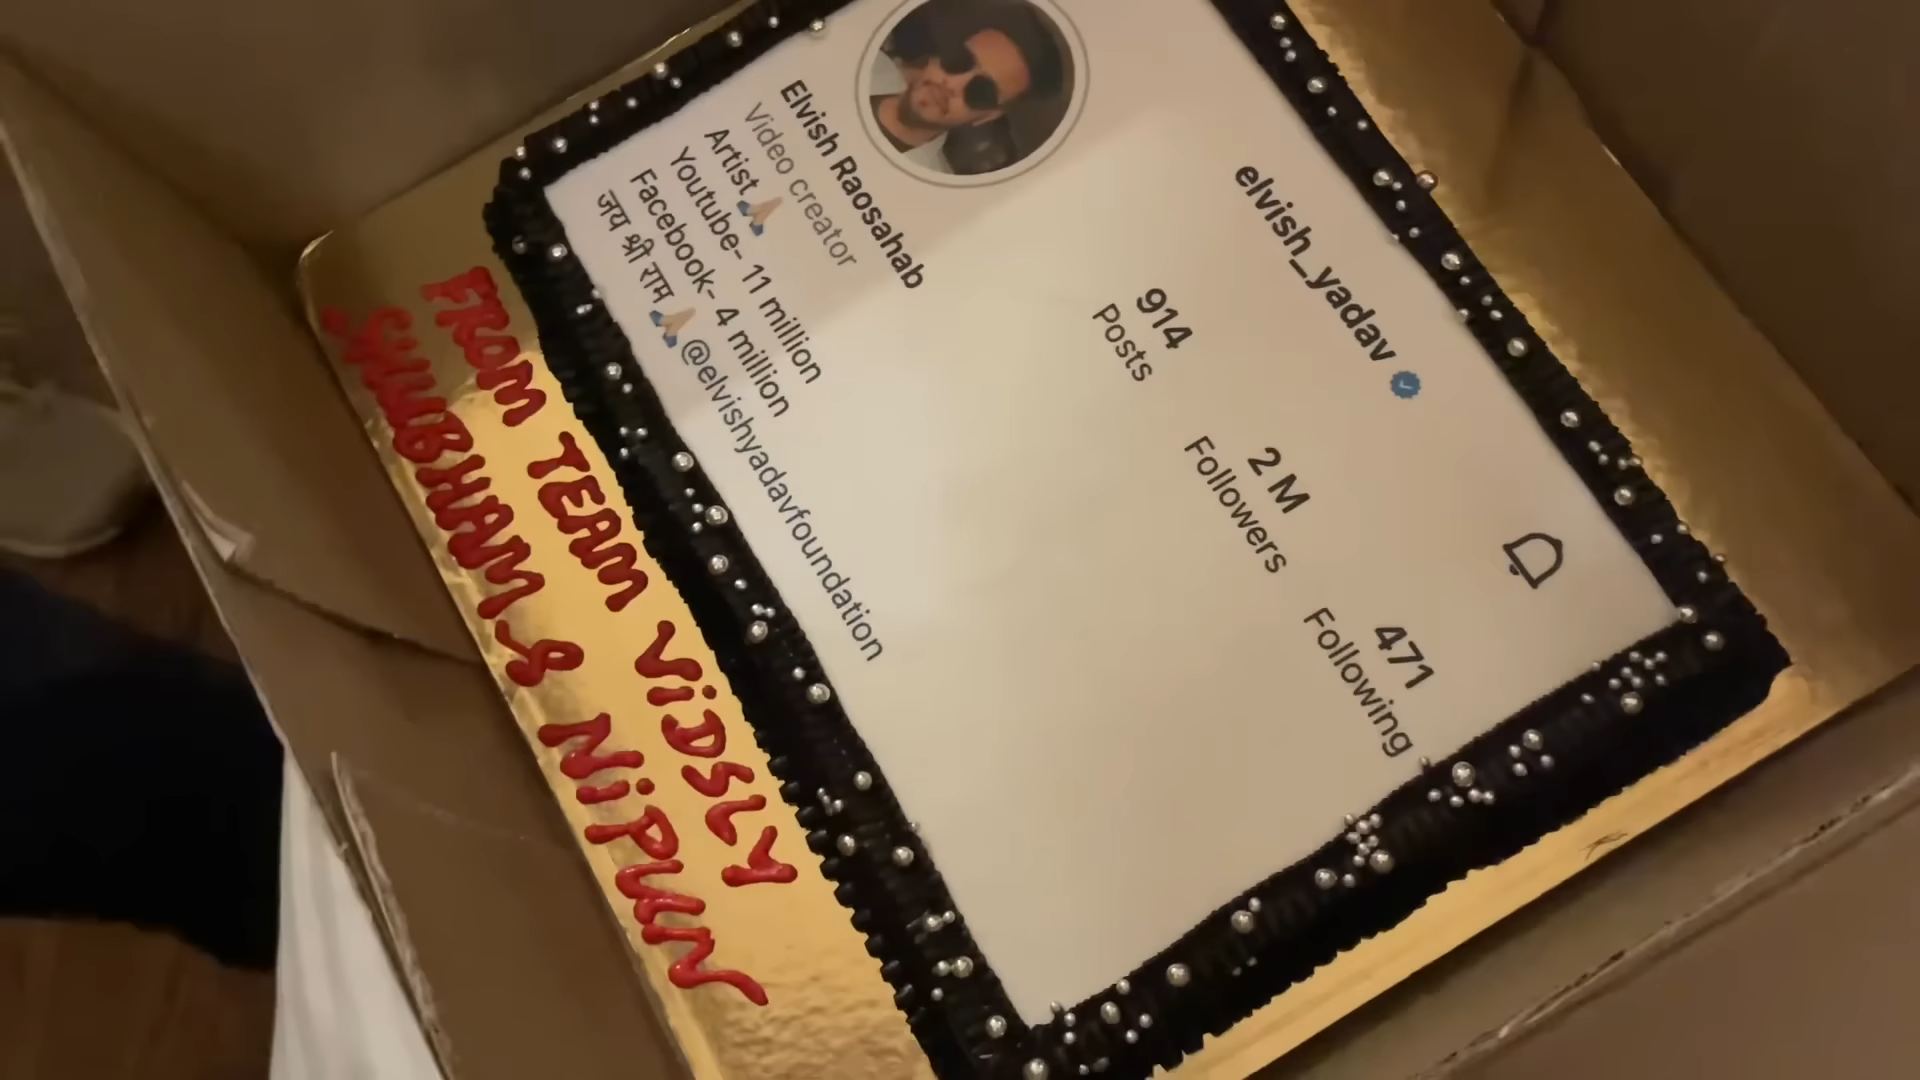 elvish_yadav
914
Posts
2 M
Followers
471
Following
Elvish Raosahab
Video creator
Artist🙏🏼
Youtube- 11 million
Facebook- 4 million
जय श्री राम🙏🏼@elvishyadavfoundation
FROM TEAM ViDSLY
SHUBHAM & NiPUN